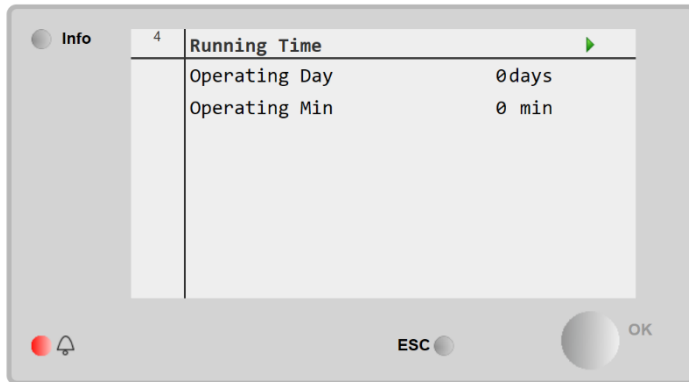 Info
4
Running Time
Operating Day 0days
Operating Min 0 min
ESC
OK